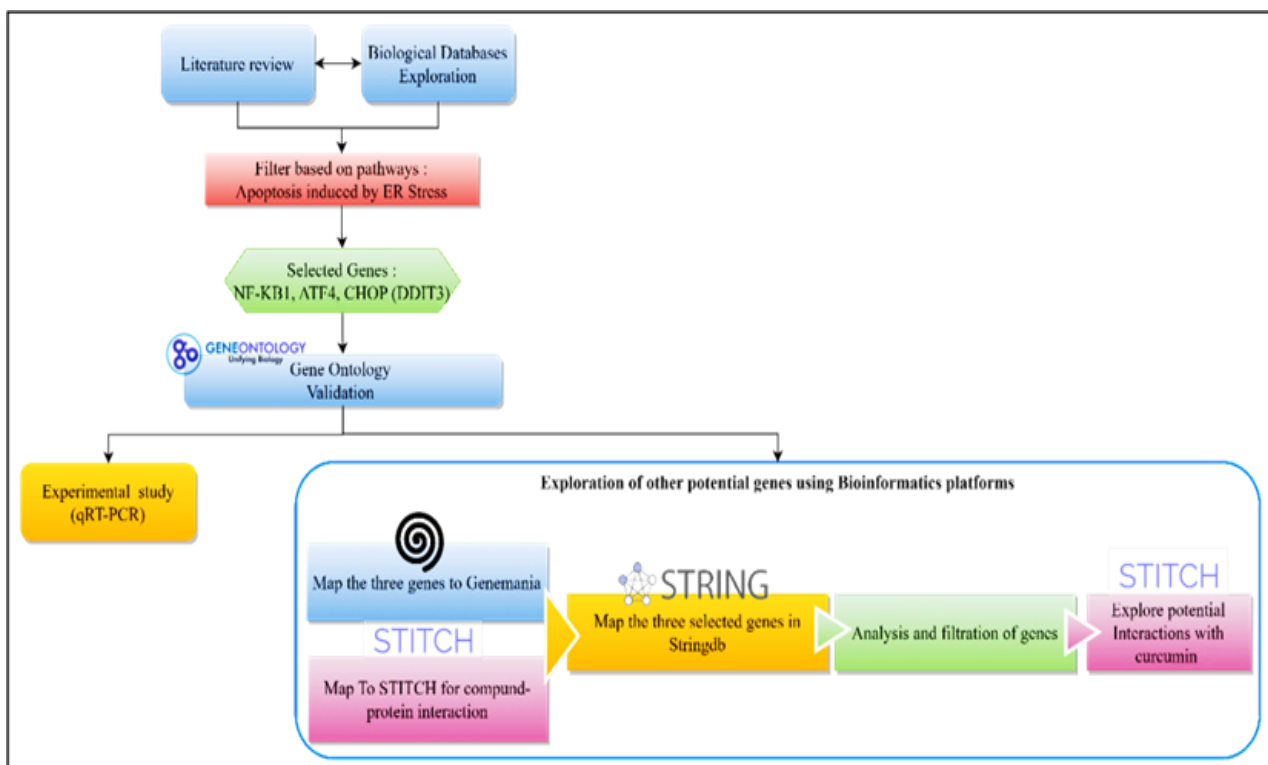 Literature review
Biological Databases
Exploration
Filter based on pathways :
Apoptosis induced by ER Stress
Selected Genes :
NF-KB1, ATF4, CHOP (DDIT3)
GENEONTOLOGY
Unifying Biology
Gene Ontology
Validation
Experimental study
(qRT-PCR)
Exploration of other potential genes using Bioinformatics platforms
Map the three genes to Genemania
STITCH
Map To STITCH for compund-
protein interaction
STRING
Map the three selected genes in
Stringdb
Analysis and filtration of genes
STITCH
Explore potential
Interactions with
curcumin